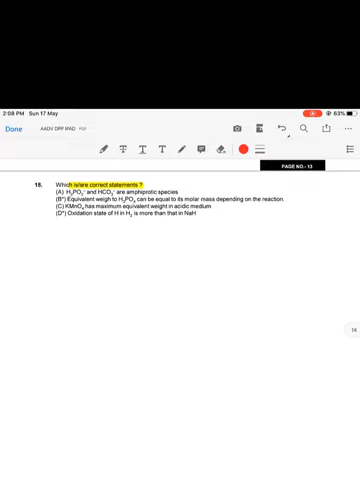 2:08 PM Sun 17 May 63%
Done AADV DPP IPAD PDF
PAGE NO.- 13
18. Which is/are correct statements ?
(A) H₂PO₂⁻ and HCO₃⁻ are amphiprotic species
(B*) Equivalent weigh to H₃PO₄ can be equal to its molar mass depending on the reaction.
(C) KMnO₄ has maximum equivalent weight in acidic medium
(D*) Oxidation state of H in H₂ is more than that in NaH
14